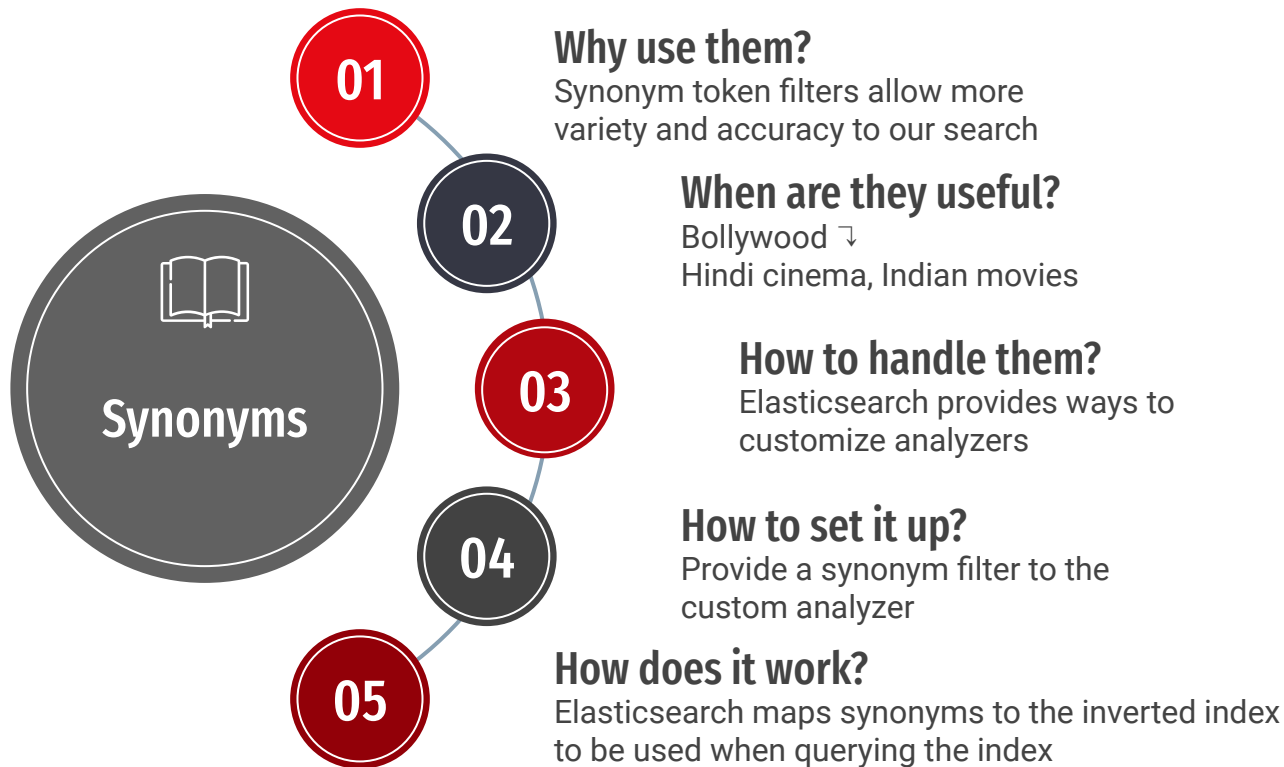 Synonyms
01
Why use them?
Synonym token filters allow more
variety and accuracy to our search
02
When are they useful?
Bollywood ⮧
Hindi cinema, Indian movies
03
How to handle them?
Elasticsearch provides ways to
customize analyzers
04
How to set it up?
Provide a synonym filter to the
custom analyzer
05
How does it work?
Elasticsearch maps synonyms to the inverted index
to be used when querying the index